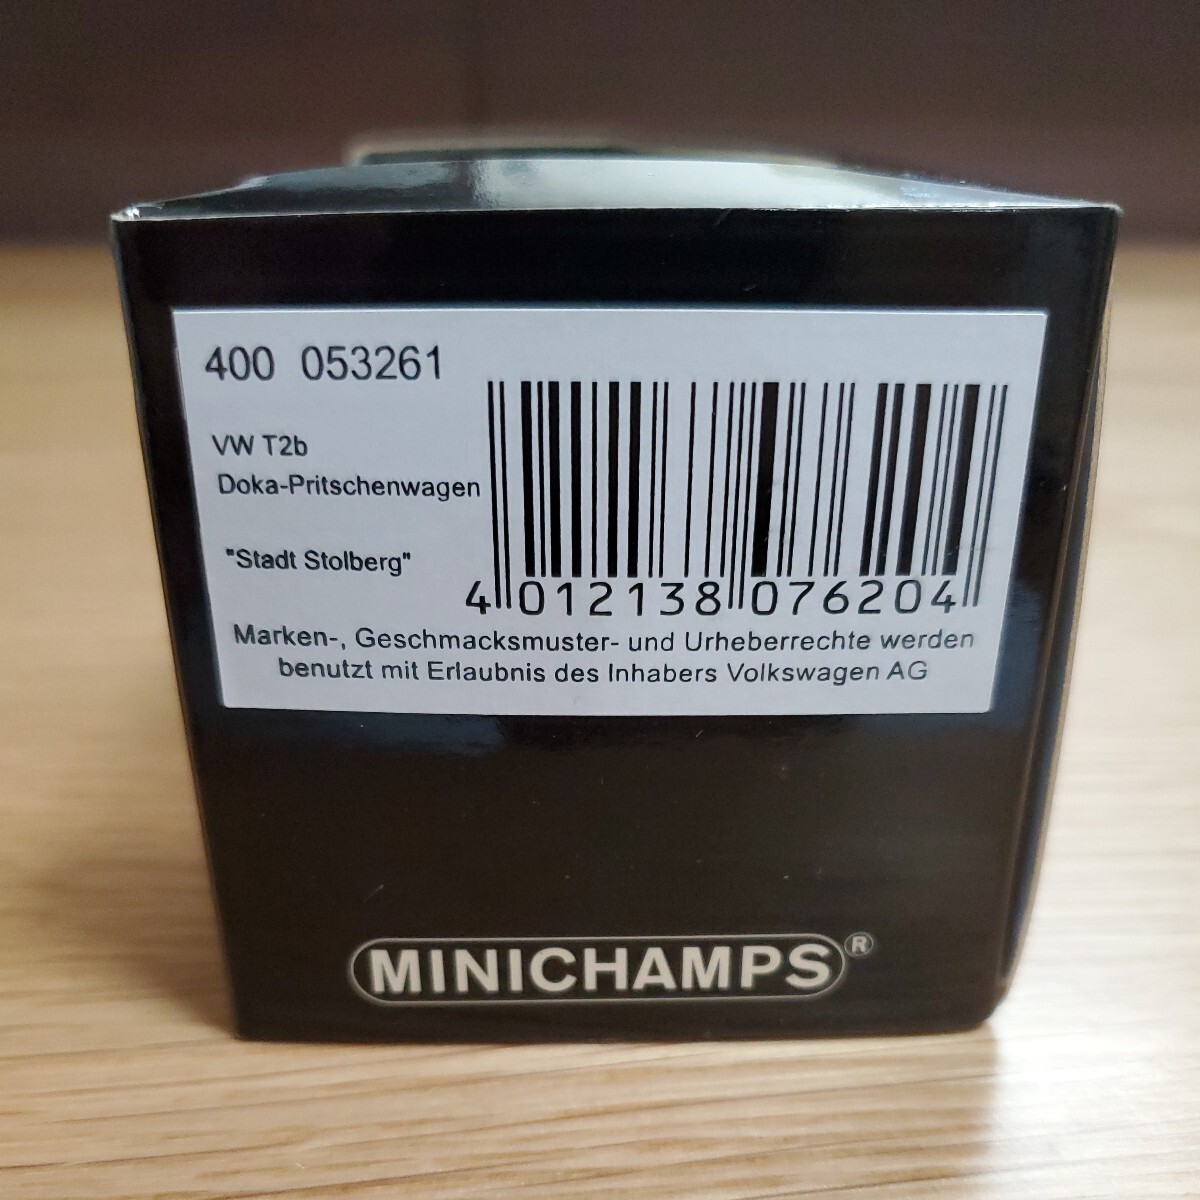 400 053261
VW T2b
Doka-Pritschenwagen
"Stadt Stolberg"
4 012138 076204
Marken-, Geschmacksmuster- und Urheberrechte werden
benutzt mit Erlaubnis des Inhabers Volkswagen AG
MINICHAMPS®